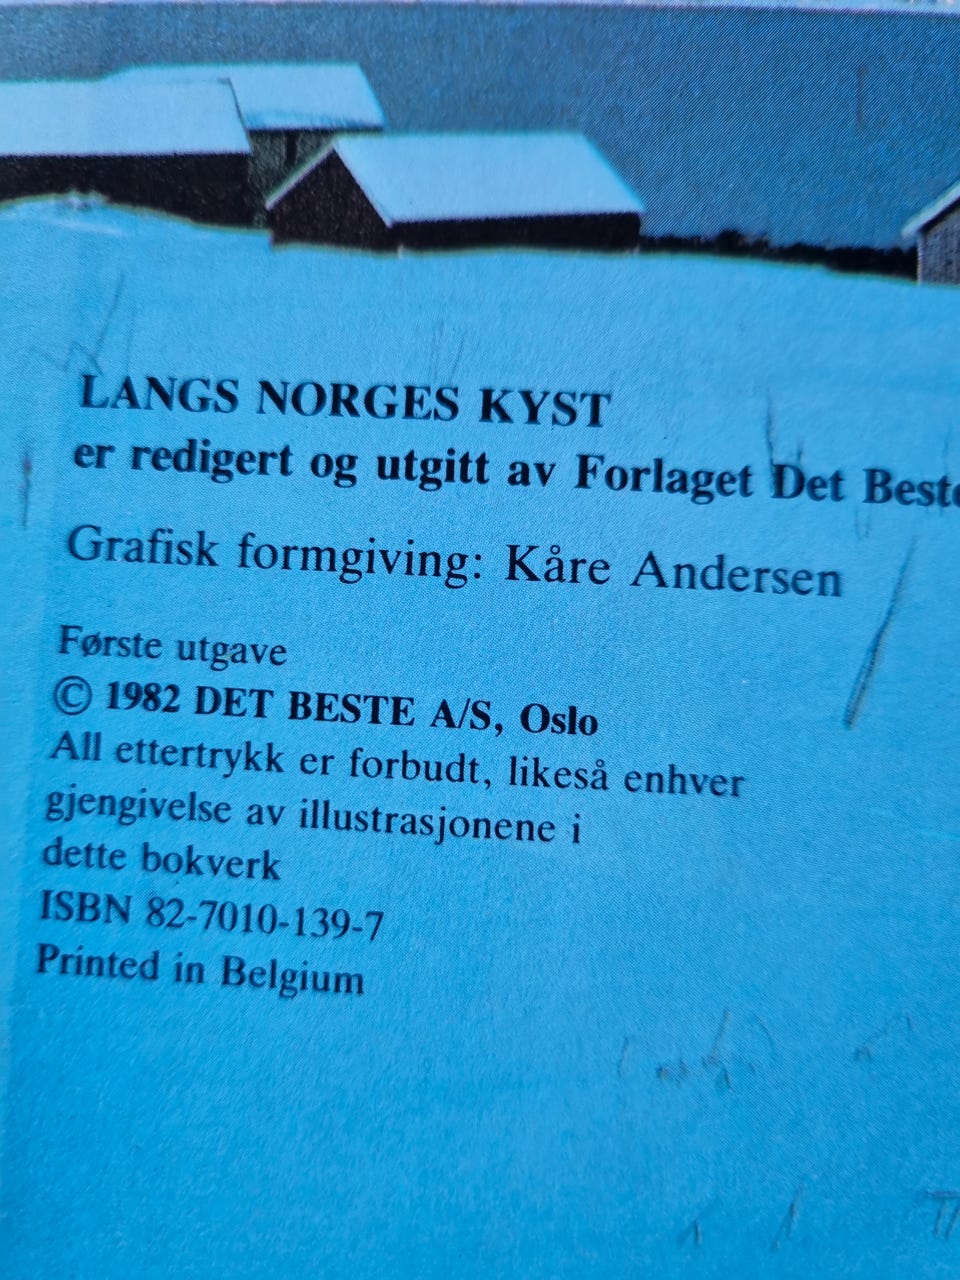 LANGS NORGES KYST
er redigert og utgitt av Forlaget Det Beste
Grafisk formgiving: Kåre Andersen
Første utgave
© 1982 DET BESTE A/S, Oslo
All ettertrykk er forbudt, likeså enhver
gjengivelse av illustrasjonene i
dette bokverk
ISBN 82-7010-139-7
Printed in Belgium